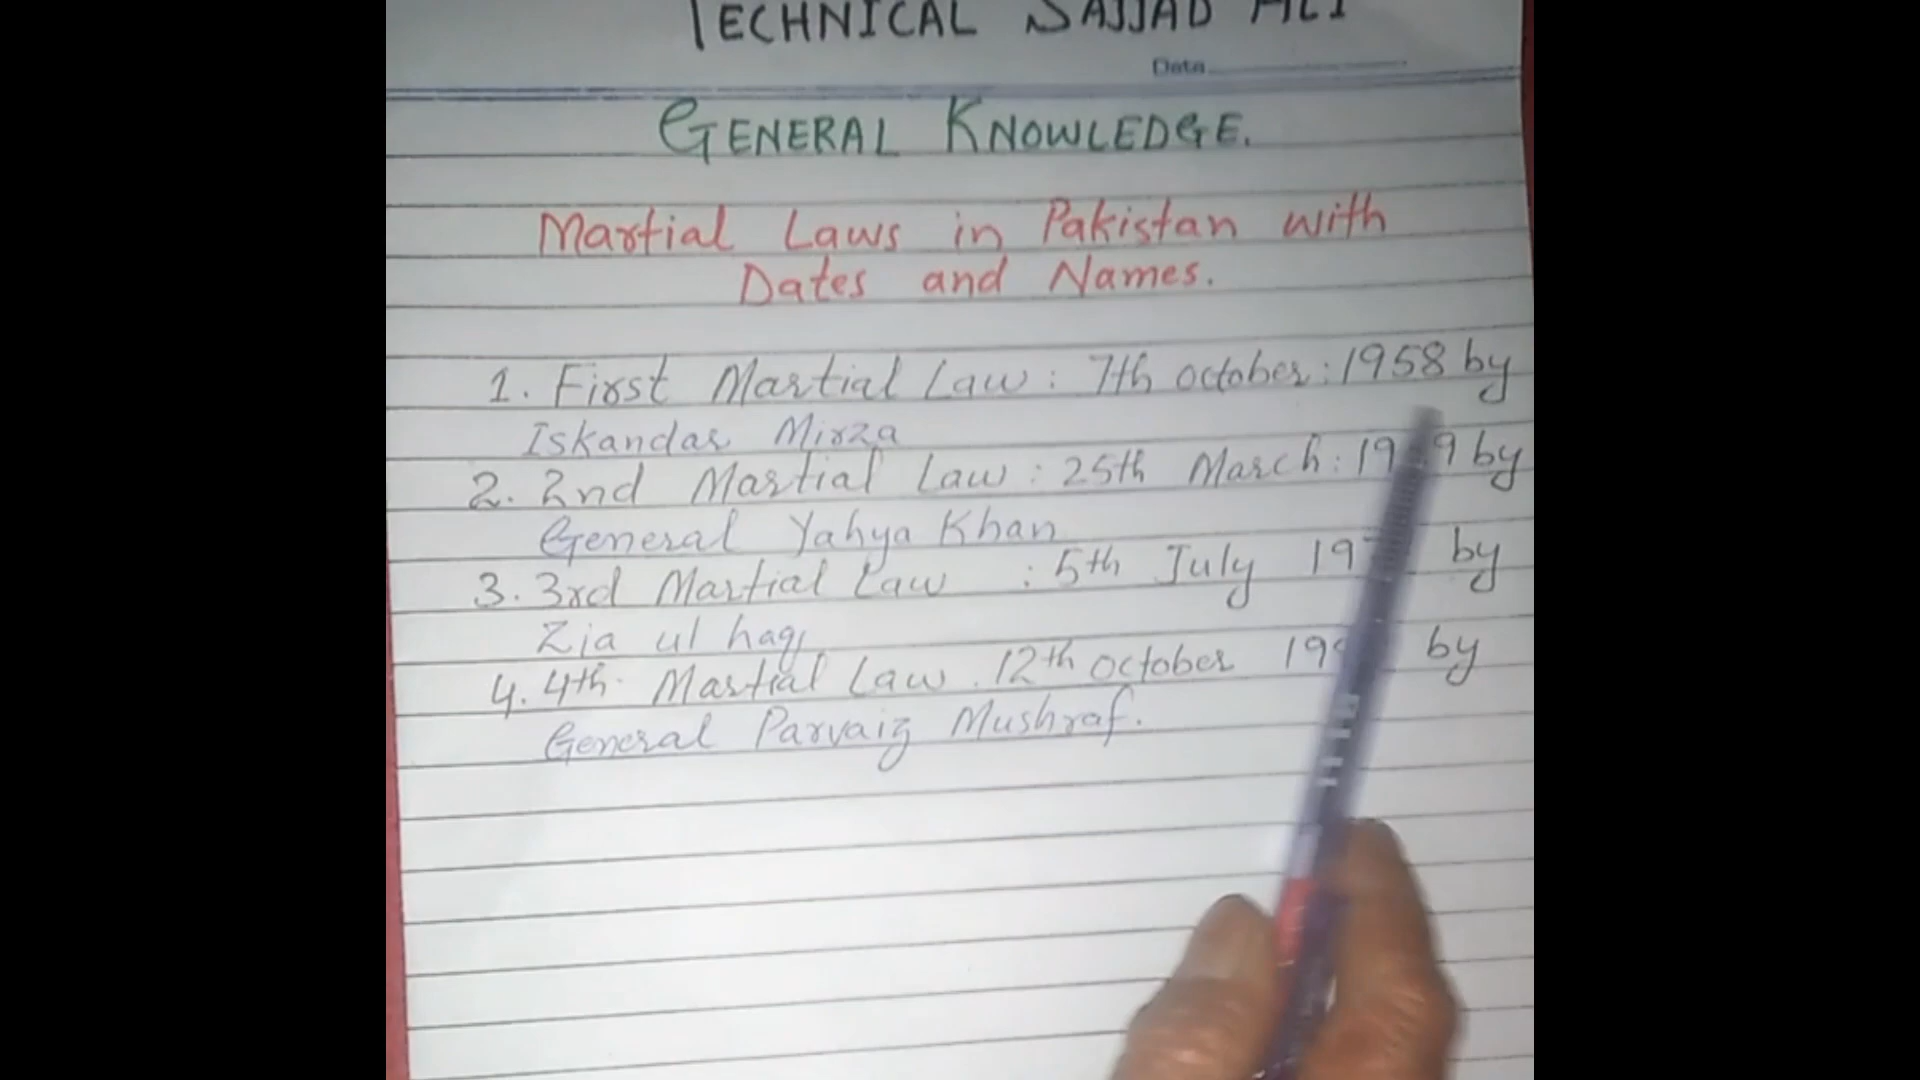 TECHNICAL SAJJAD ALI
Date
GENERAL KNOWLEDGE.
Martial Laws in Pakistan with
Dates and Names.
1. First Martial Law: 7th october: 1958 by
Iskandar Mirza
2. 2nd Martial Law: 25th March: by
General Yahya Khan
3. 3rd Martial Law : 5th July by
Zia ul haq
4. 4th Martial Law. 12th october by
General Parvaiz Mushraf.